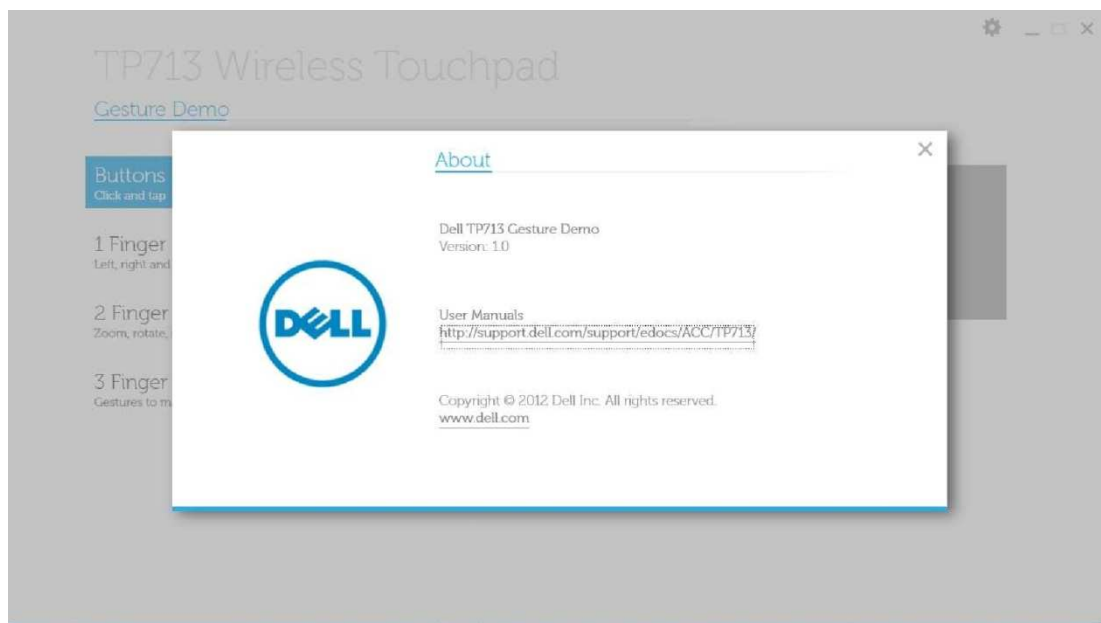 TP713 Wireless Touchpad
Gesture Demo
Buttons
Click and tap
1 Finger
Left, right and
2 Finger
Zoom, rotate,
3 Finger
Gestures to m
About
Dell TP713 Gesture Demo
Version: 1.0
DELL
User Manuals
http://support.dell.com/support/edocs/ACC/TP713/
Copyright © 2012 Dell Inc. All rights reserved.
www.dell.com